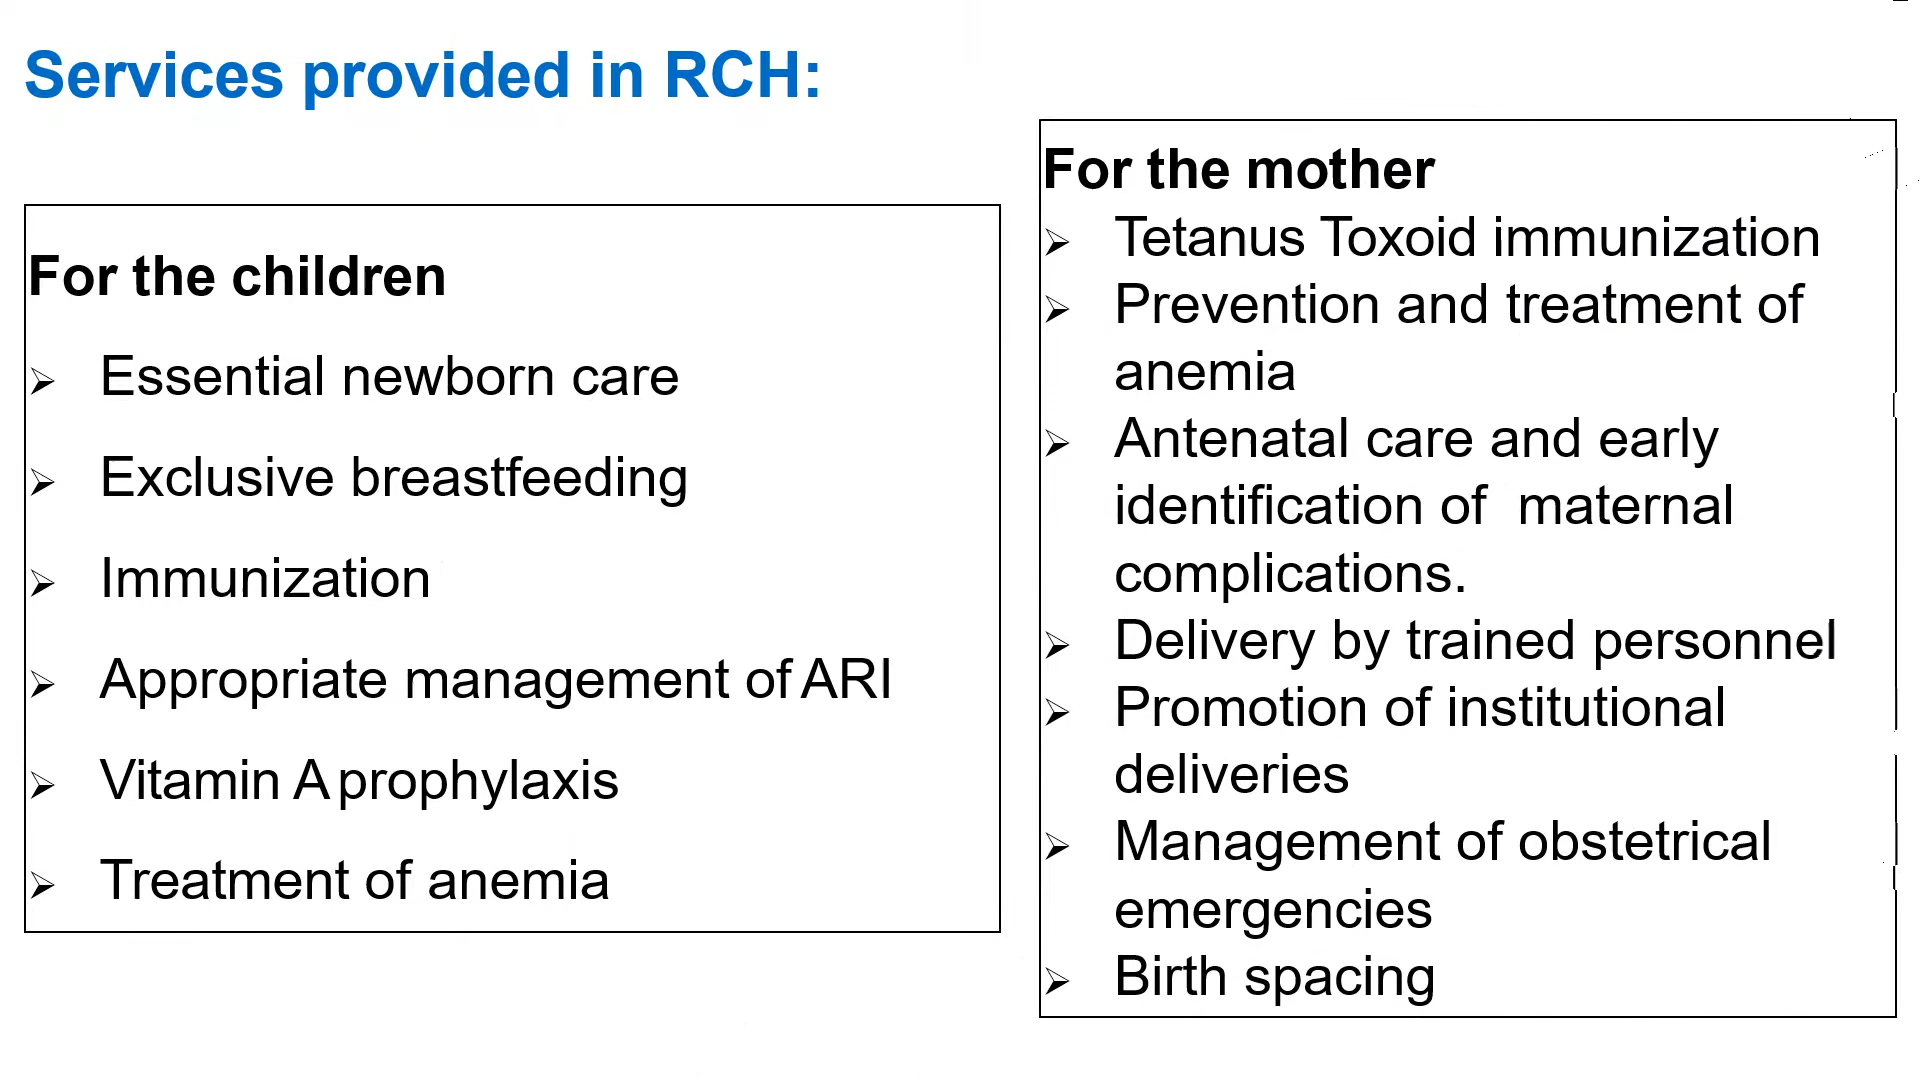 Services provided in RCH:
For the children
➢ Essential newborn care
➢ Exclusive breastfeeding
➢ Immunization
➢ Appropriate management of ARI
➢ Vitamin A prophylaxis
➢ Treatment of anemia
For the mother
➢ Tetanus Toxoid immunization
➢ Prevention and treatment of
anemia
➢ Antenatal care and early
identification of  maternal
complications.
➢ Delivery by trained personnel
➢ Promotion of institutional
deliveries
➢ Management of obstetrical
emergencies
➢ Birth spacing